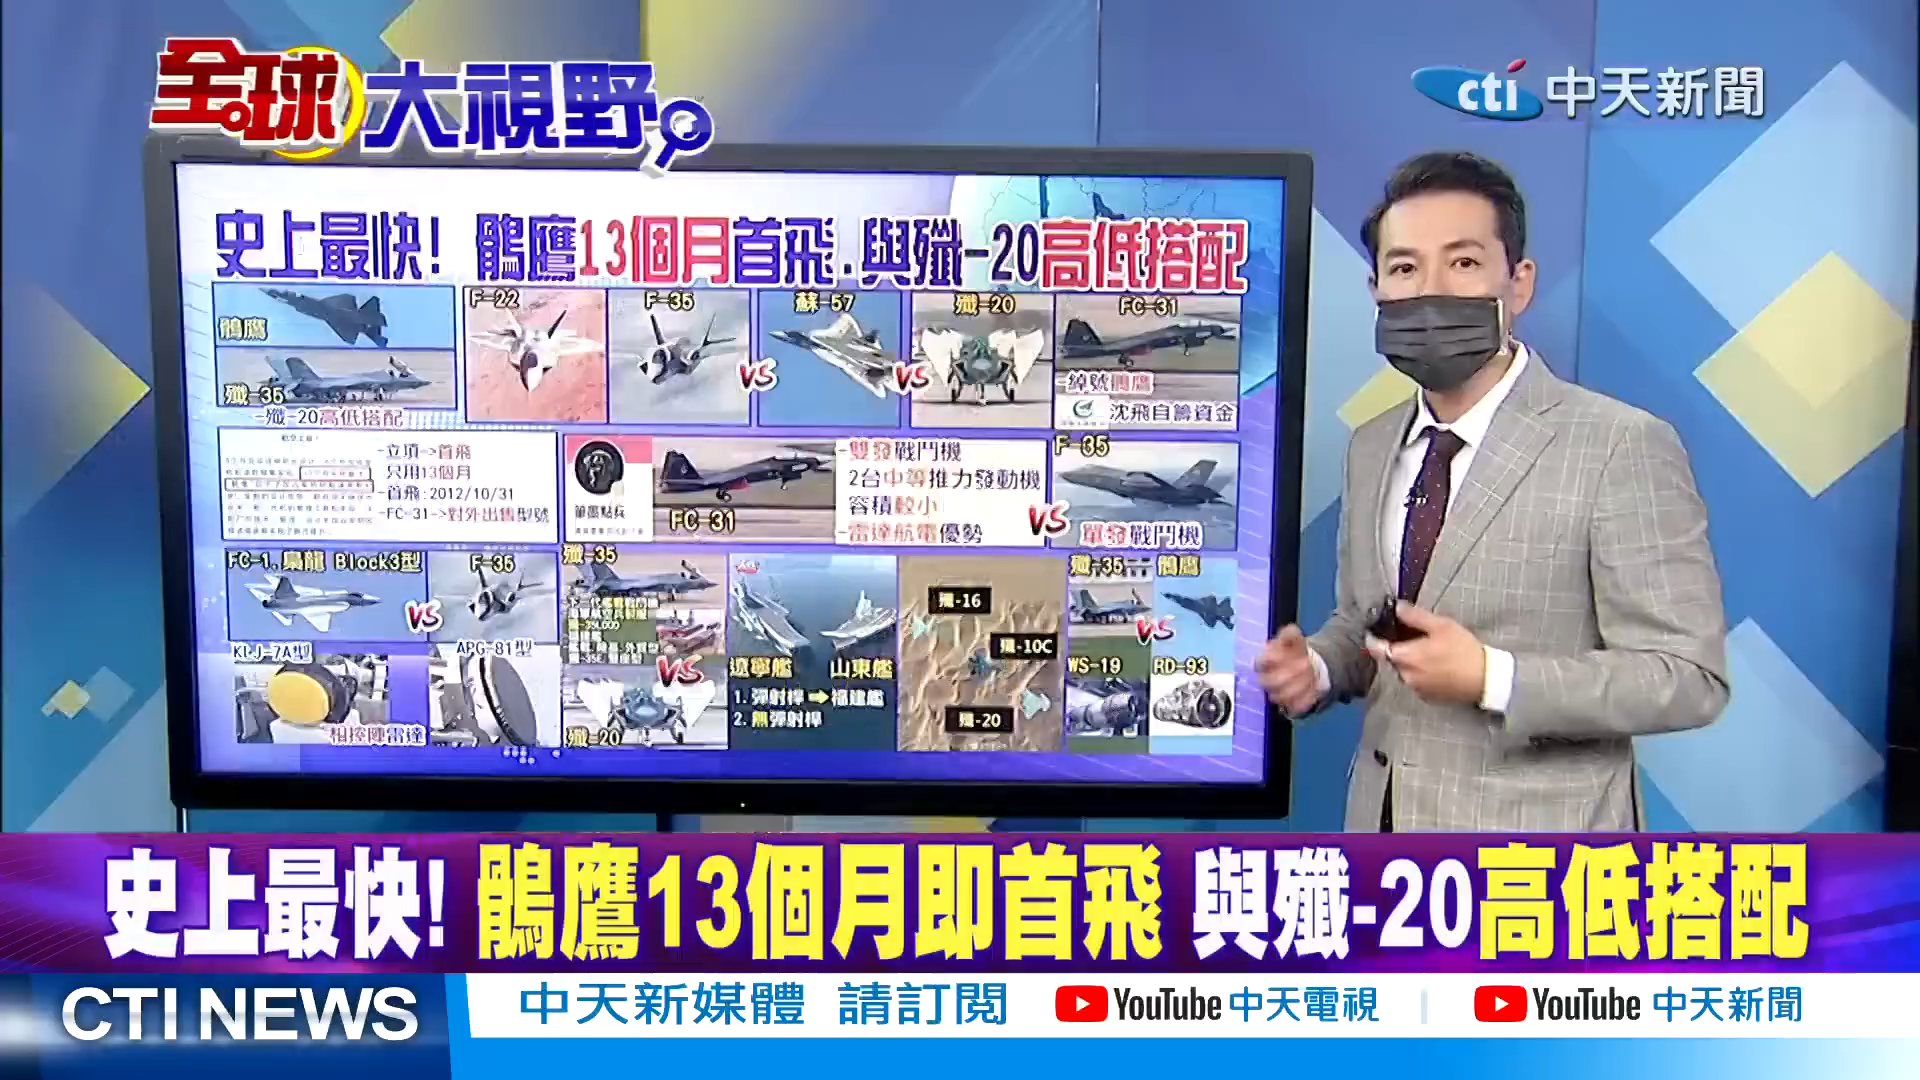 全球大視野
cti 中天新聞
史上最快! 鶻鷹13個月首飛.與殲-20高低搭配
鶻鷹
殲-35
-殲-20高低搭配
F-22
F-35
vs
蘇-57
vs
殲-20
FC-31
-綽號鶻鷹
沈飛自籌資金
-立項->首飛
只用13個月
-首飛:2012/10/31
-FC-31->對外出售型號
筆墨點兵
FC-31
-雙發戰鬥機
2台中等推力發動機
容積較小
-雷達航電優勢
vs
F-35
單發戰鬥機
FC-1.梟龍 Block3型
vs
F-35
KLJ-7A型
APG-81型
相控陣雷達
殲-35
vs
殲-20
遼寧艦 山東艦
1.彈射桿➡福建艦
2.無彈射桿
殲-16
殲-10C
殲-20
殲-35
vs
鶻鷹
WS-19
RD-93
史上最快! 鶻鷹13個月即首飛 與殲-20高低搭配
CTI NEWS
中天新媒體 請訂閱 YouTube 中天電視 | YouTube 中天新聞